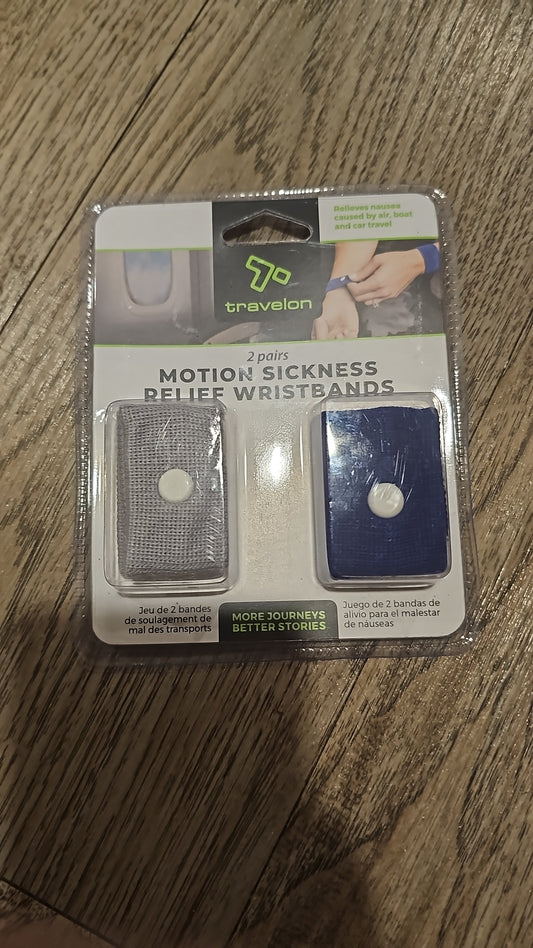 Relieves nausea
caused by air, boat
and car travel
travelon
2 pairs
MOTION SICKNESS
RELIEF WRISTBANDS
Jeu de 2 bandes
de soulagement de
mal des transports
MORE JOURNEYS
BETTER STORIES
Juego de 2 bandas de
alivio para el malestar
de náuseas